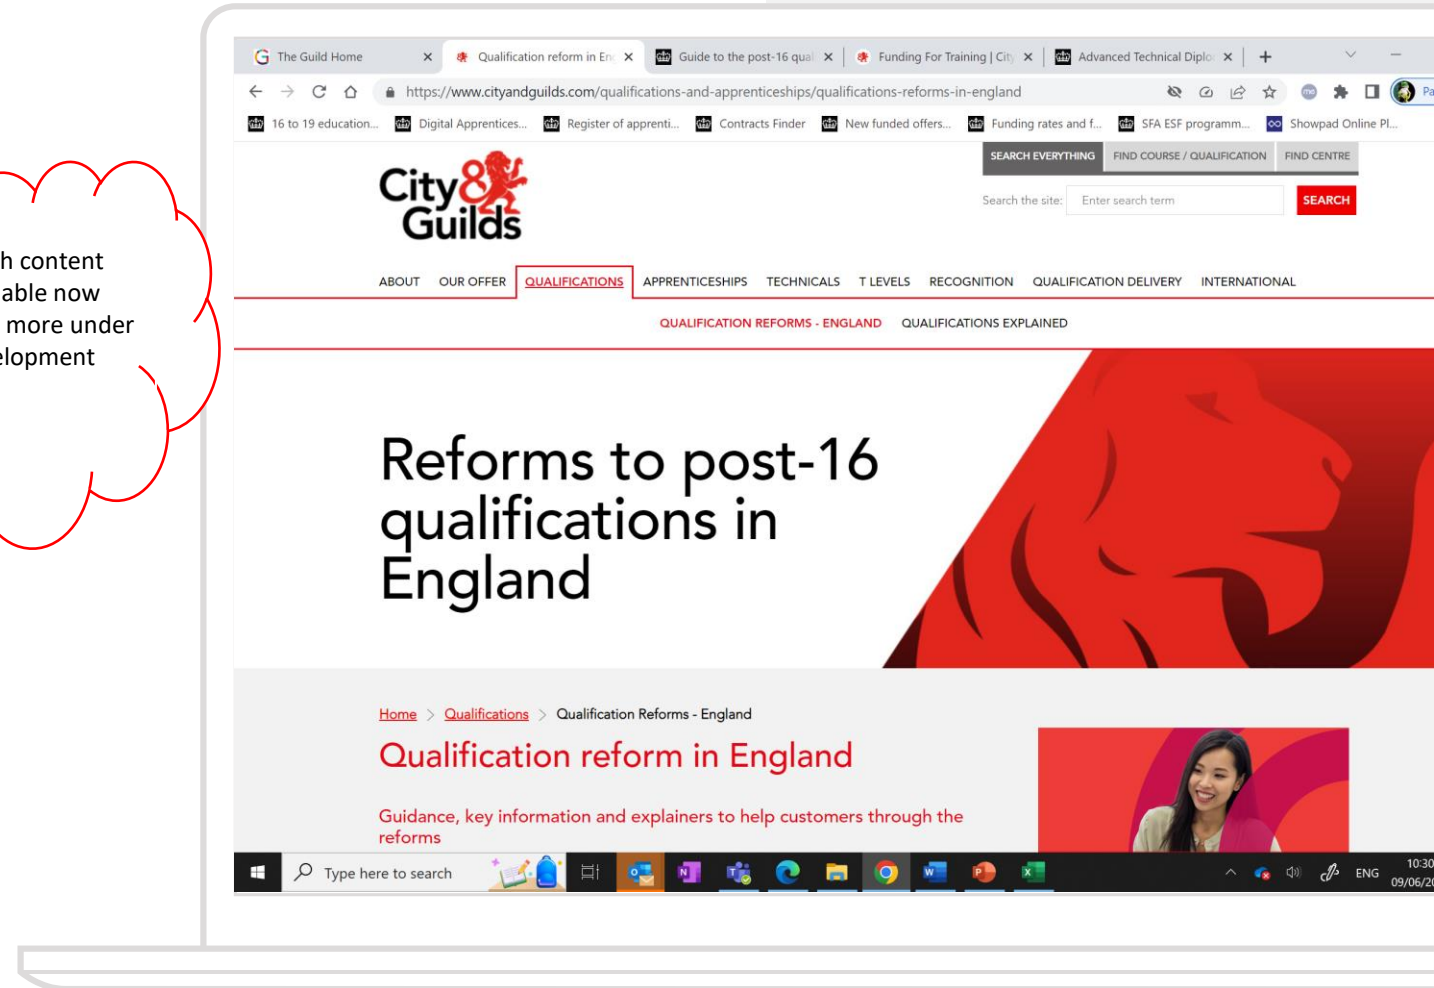 The Guild Home
Qualification reform in En
Guide to the post-16 qual
Funding For Training | City
Advanced Technical Diplo
https://www.cityandguilds.com/qualifications-and-apprenticeships/qualifications-reforms-in-england
Pa
16 to 19 education...
Digital Apprentices...
Register of apprenti...
Contracts Finder
New funded offers...
Funding rates and f...
SFA ESF programm...
Showpad Online Pl...
City&
Guilds
SEARCH EVERYTHING
FIND COURSE / QUALIFICATION
FIND CENTRE
Search the site:
Enter search term
SEARCH
h content
able now
more under
elopment
ABOUT OUR OFFER QUALIFICATIONS APPRENTICESHIPS TECHNICALS T LEVELS RECOGNITION QUALIFICATION DELIVERY INTERNATIONAL
QUALIFICATION REFORMS - ENGLAND QUALIFICATIONS EXPLAINED
Reforms to post-16
qualifications in
England
Home > Qualifications > Qualification Reforms - England
Qualification reform in England
Guidance, key information and explainers to help customers through the
reforms
Type here to search
ENG
10:30
09/06/20